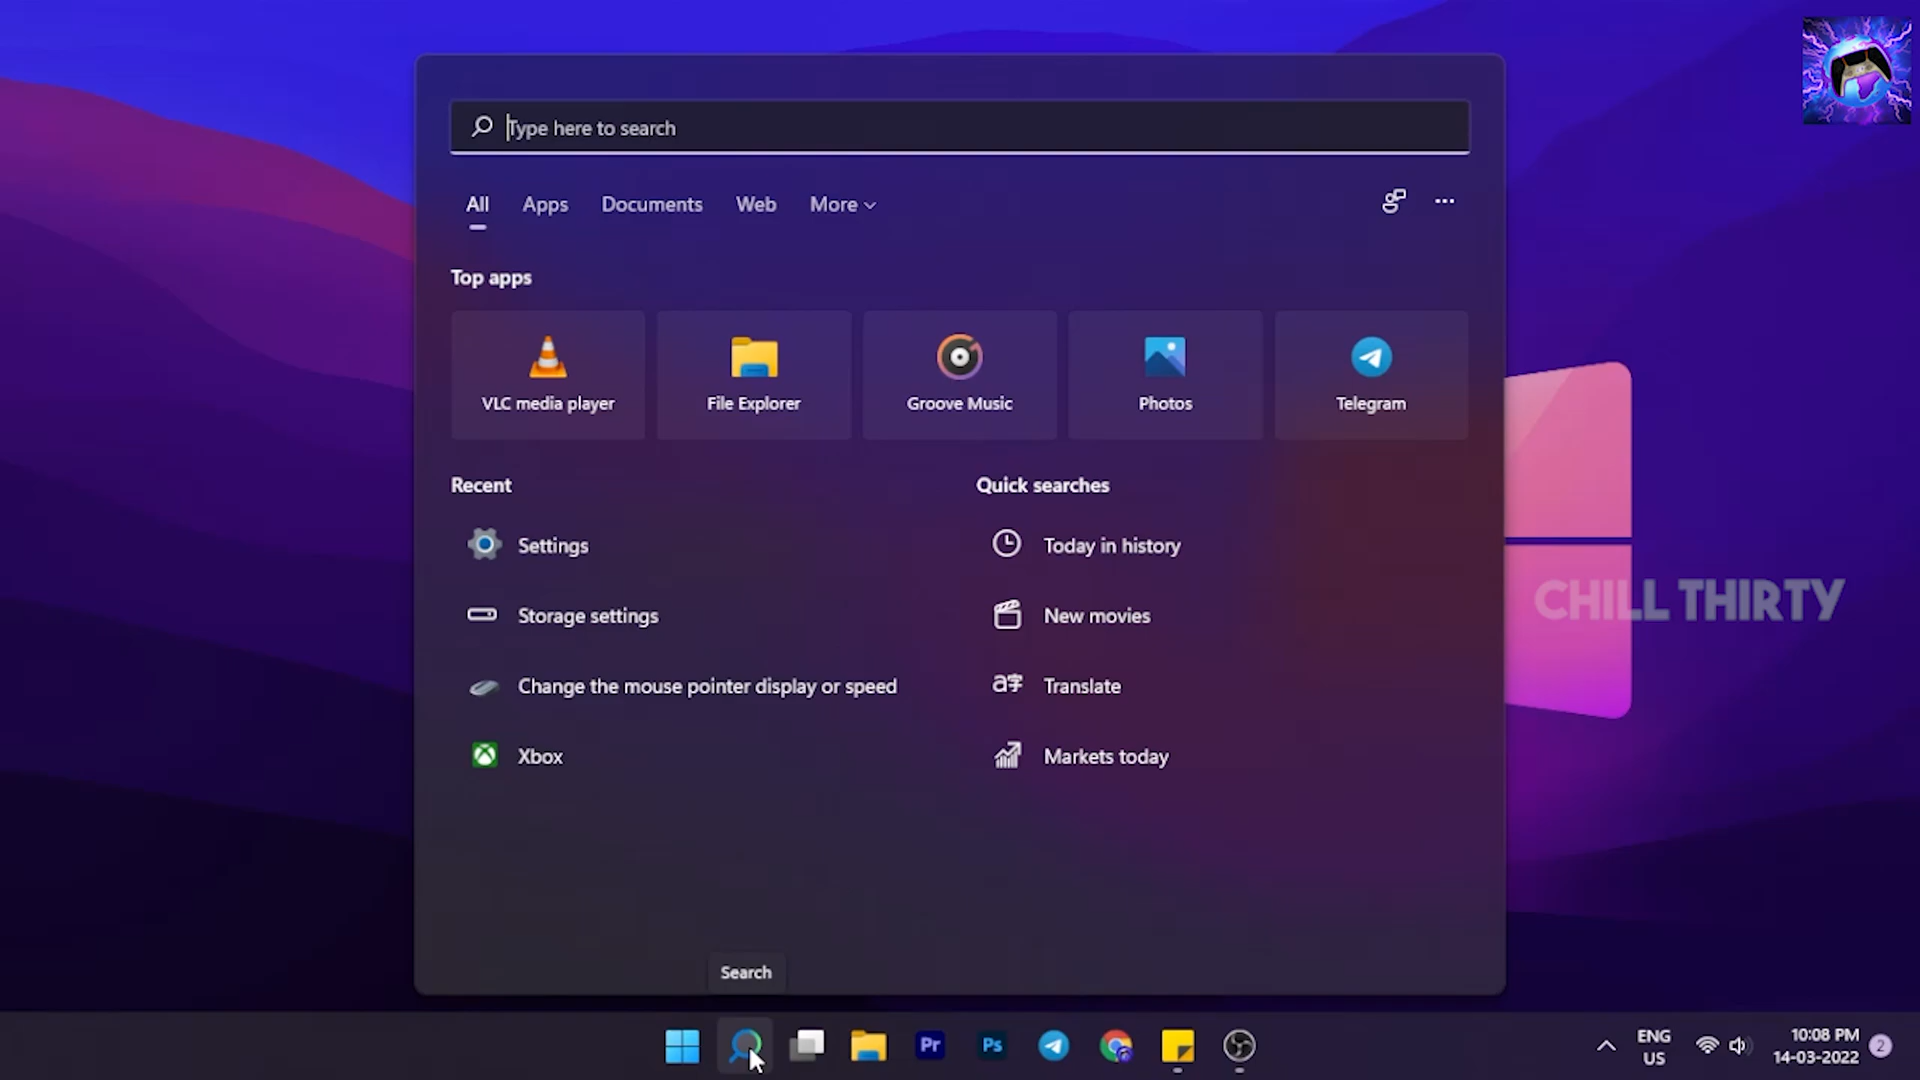 Type here to search
All Apps Documents Web More
Top apps
VLC media player File Explorer Groove Music Photos Telegram
Recent Quick searches
Settings Today in history
CHILL THIRTY
Storage settings New movies
Change the mouse pointer display or speed Translate
Xbox Markets today
Search
Pr Ps
ENG
US
10:08 PM
14-03-2022
2